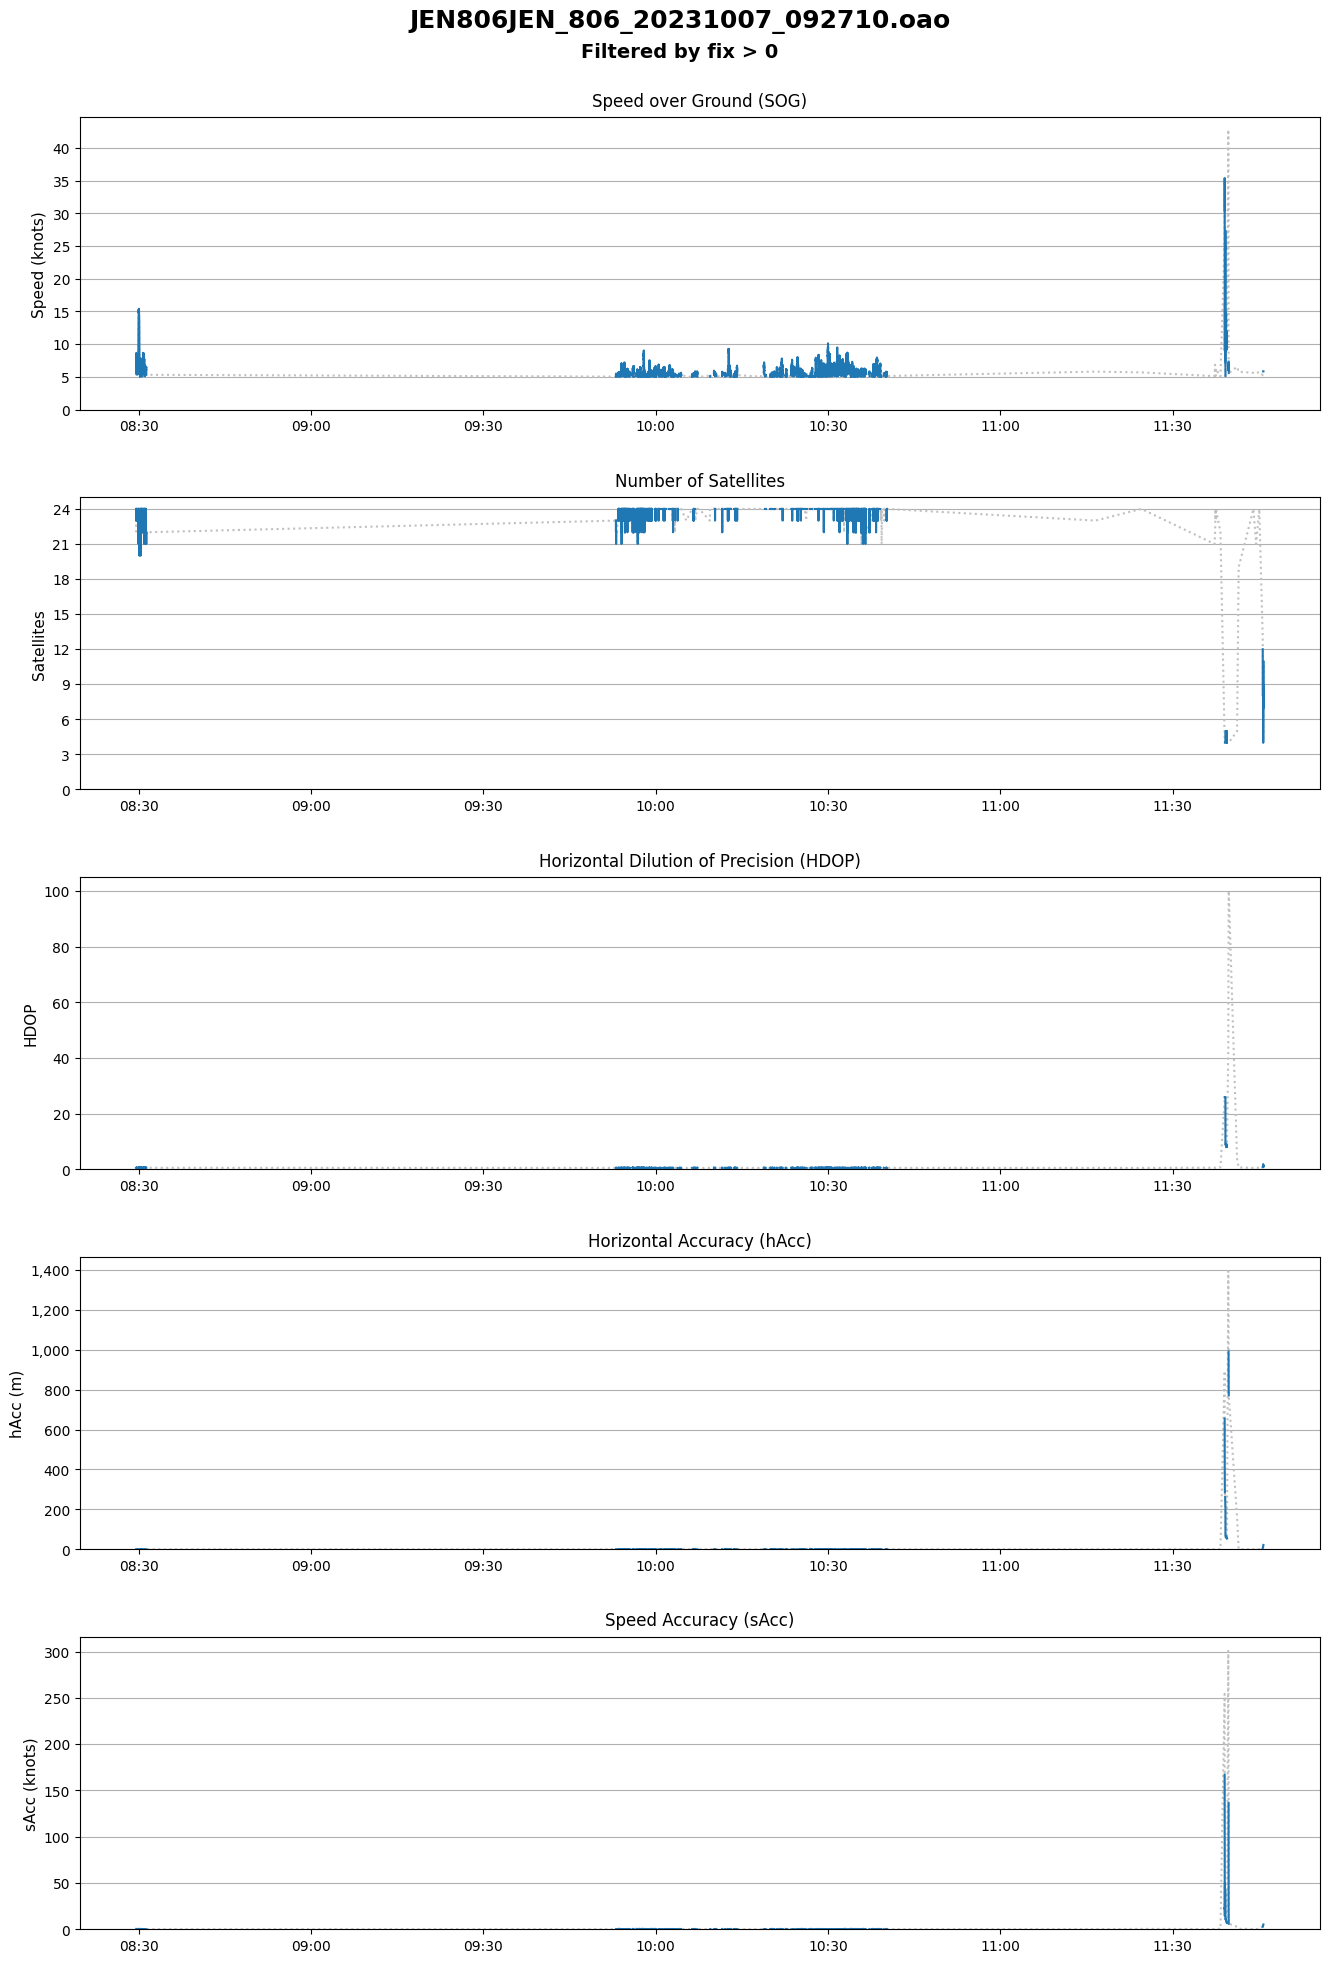 JEN806JEN_806_20231007_092710.oao
Filtered by fix > 0
Speed over Ground (SOG)
Speed (knots)
40
35
30
25
20
15
10
5
0
08:30 09:00 09:30 10:00 10:30 11:00 11:30
Number of Satellites
Satellites
24
21
18
15
12
9
6
3
0
08:30 09:00 09:30 10:00 10:30 11:00 11:30
Horizontal Dilution of Precision (HDOP)
HDOP
100
80
60
40
20
0
08:30 09:00 09:30 10:00 10:30 11:00 11:30
Horizontal Accuracy (hAcc)
hAcc (m)
1,400
1,200
1,000
800
600
400
200
0
08:30 09:00 09:30 10:00 10:30 11:00 11:30
Speed Accuracy (sAcc)
sAcc (knots)
300
250
200
150
100
50
0
08:30 09:00 09:30 10:00 10:30 11:00 11:30